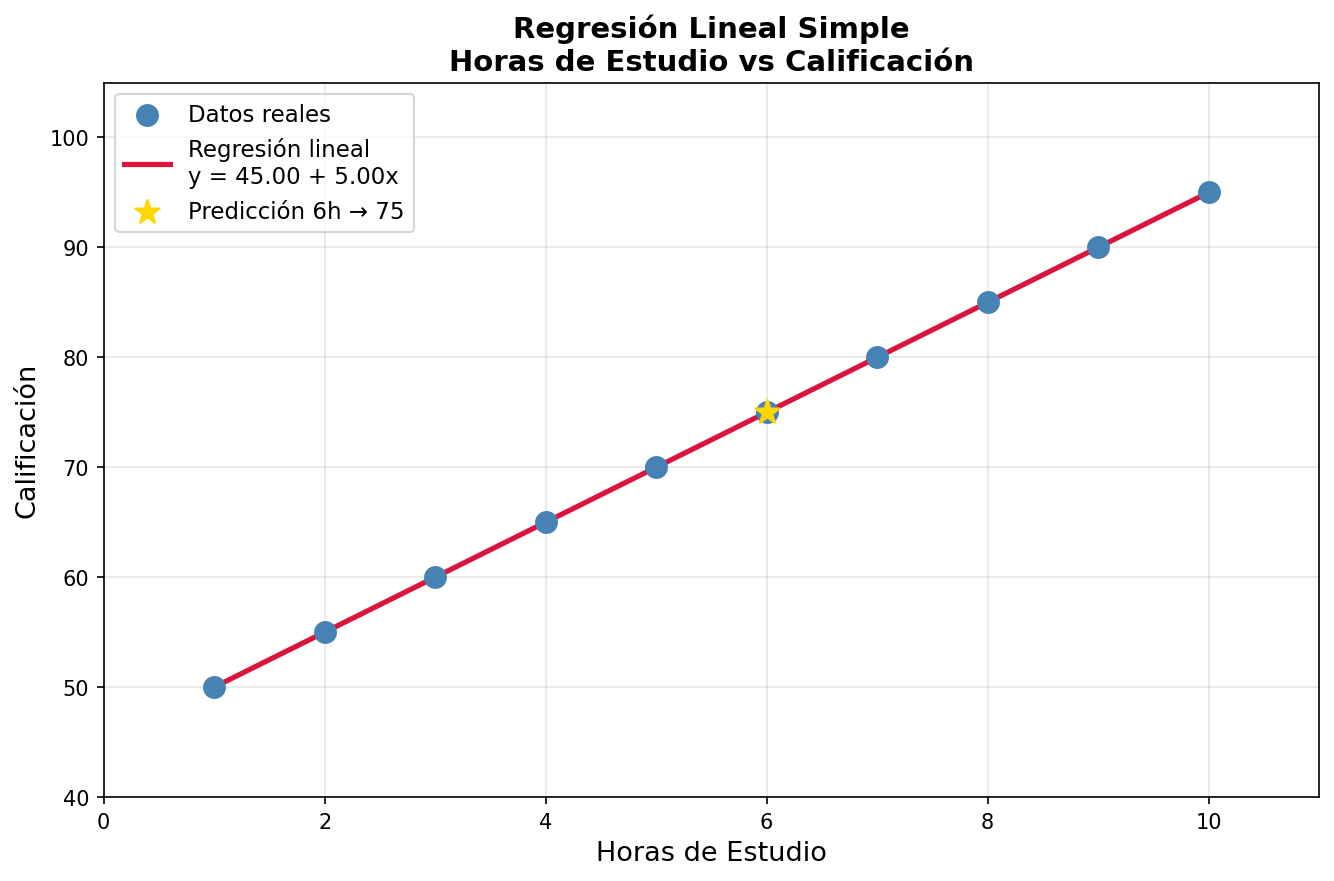 Regresión Lineal Simple
Horas de Estudio vs Calificación
Datos reales
Regresión lineal
y = 45.00 + 5.00x
Predicción 6h → 75
Calificación
100
90
80
70
60
50
40
0 2 4 6 8 10
Horas de Estudio